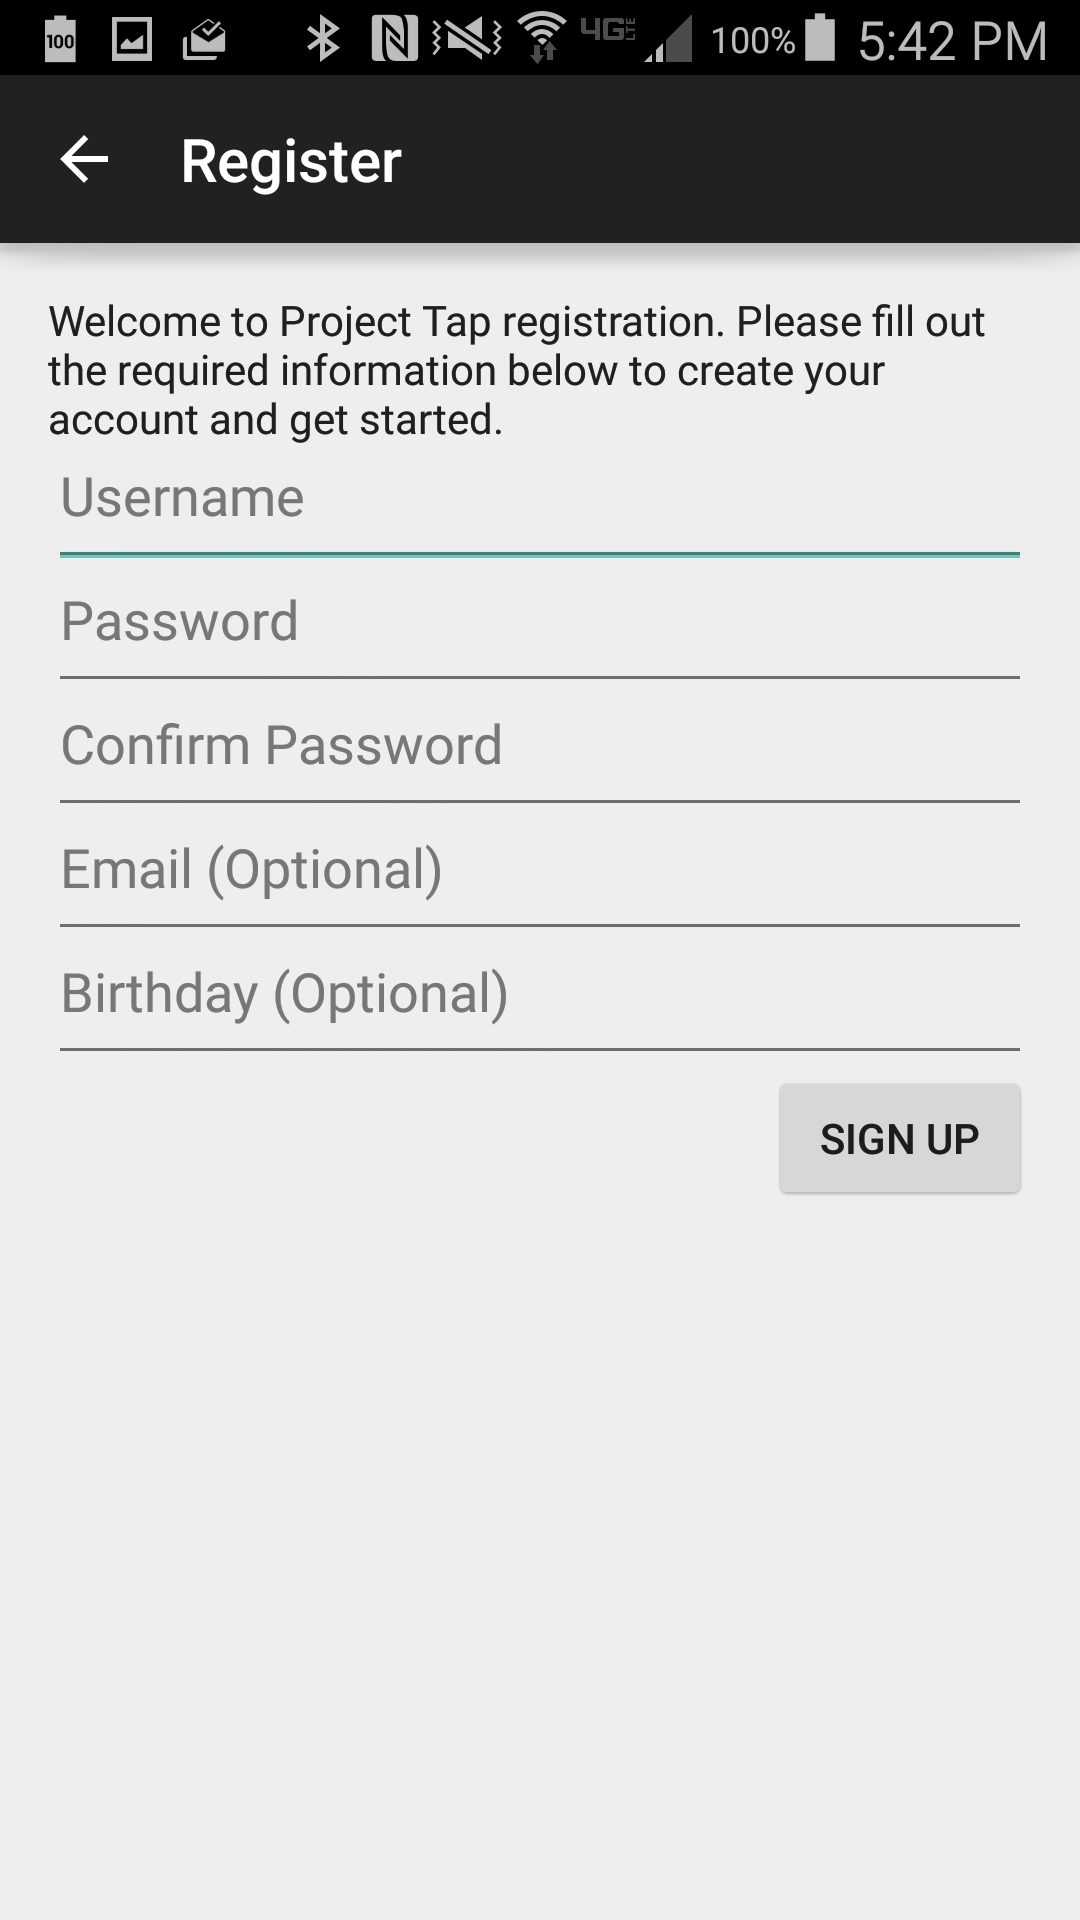 100 4G LTE 100% 5:42 PM
Register
Welcome to Project Tap registration. Please fill out
the required information below to create your
account and get started.
Username
Password
Confirm Password
Email (Optional)
Birthday (Optional)
SIGN UP